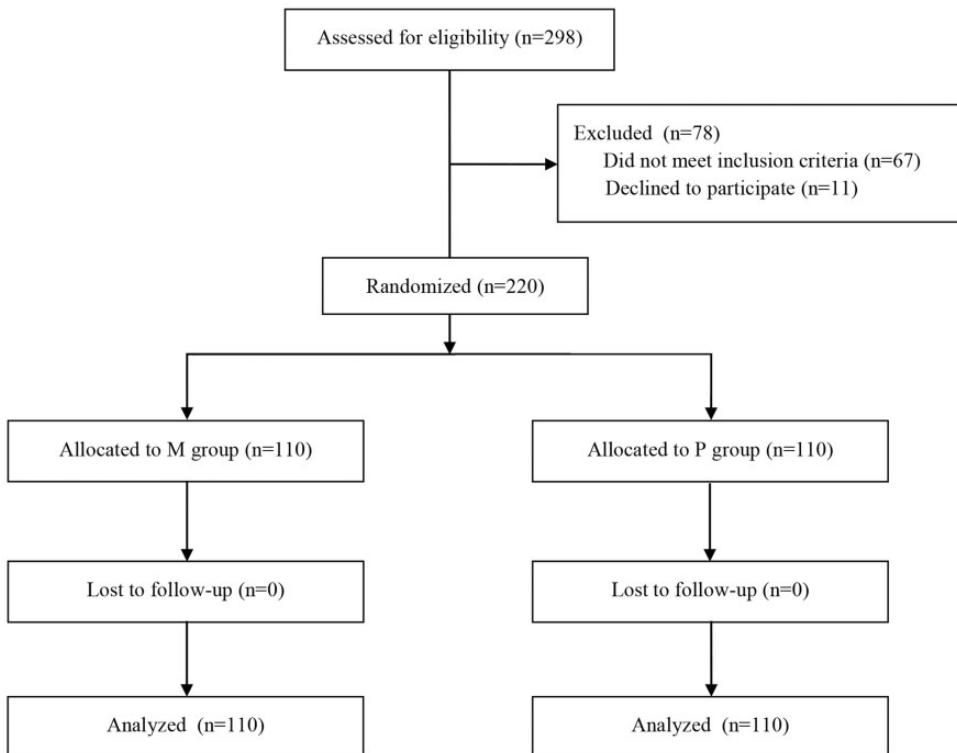 Assessed for eligibility (n=298)
Excluded (n=78)
Did not meet inclusion criteria (n=67)
Declined to participate (n=11)
Randomized (n=220)
Allocated to M group (n=110)
Allocated to P group (n=110)
Lost to follow-up (n=0)
Lost to follow-up (n=0)
Analyzed (n=110)
Analyzed (n=110)